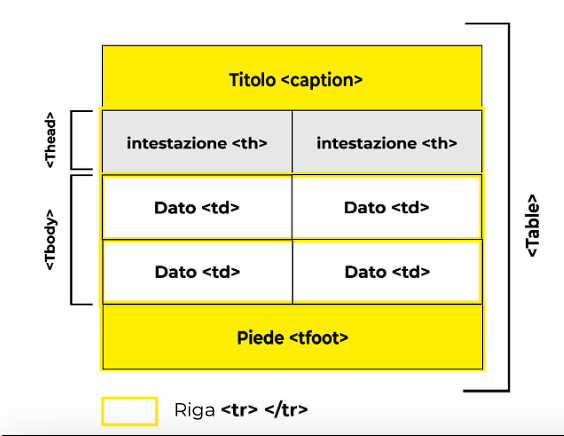 Titolo <caption>
<Thead>
intestazione <th>
intestazione <th>
<Tbody>
Dato <td>
Dato <td>
Dato <td>
Dato <td>
<Table>
Piede <tfoot>
Riga <tr> </tr>